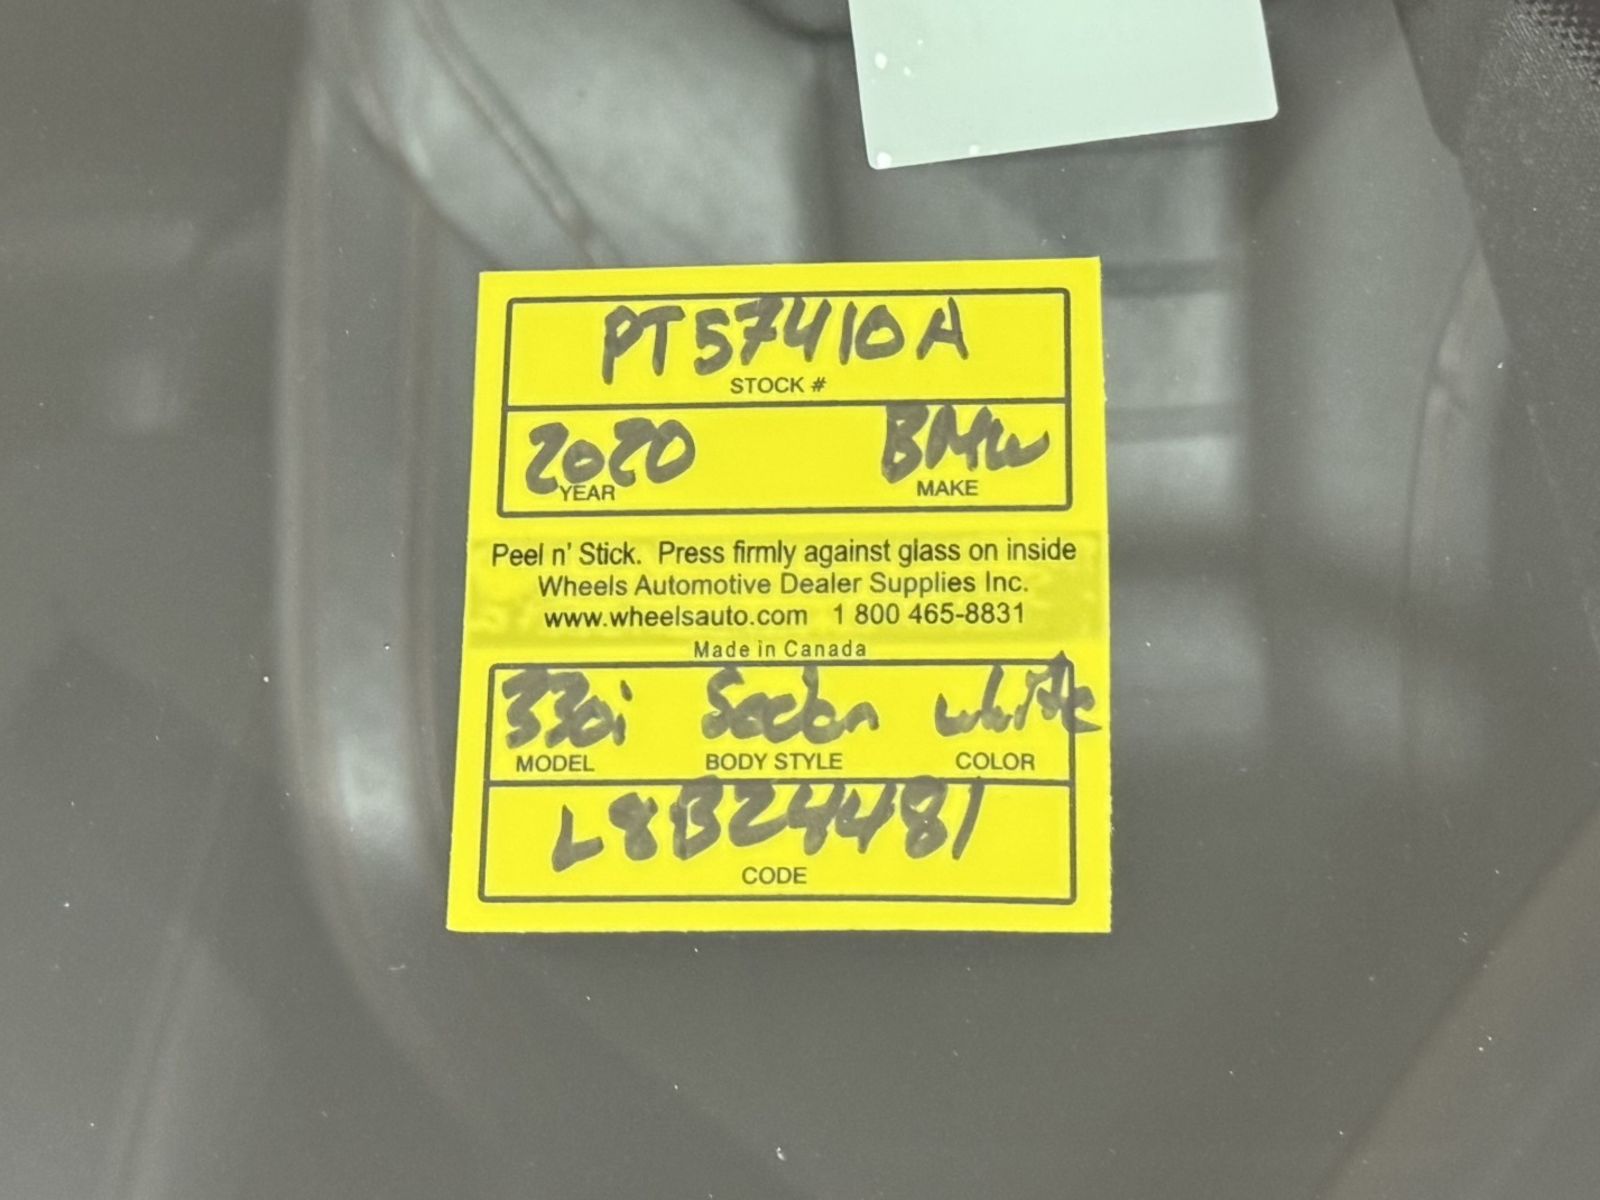 PT57410A
STOCK #
2020 BMW
YEAR MAKE
Peel n' Stick. Press firmly against glass on inside
Wheels Automotive Dealer Supplies Inc.
www.wheelsauto.com 1 800 465-8831
Made in Canada
330i Sedan white
MODEL BODY STYLE COLOR
L8B24481
CODE